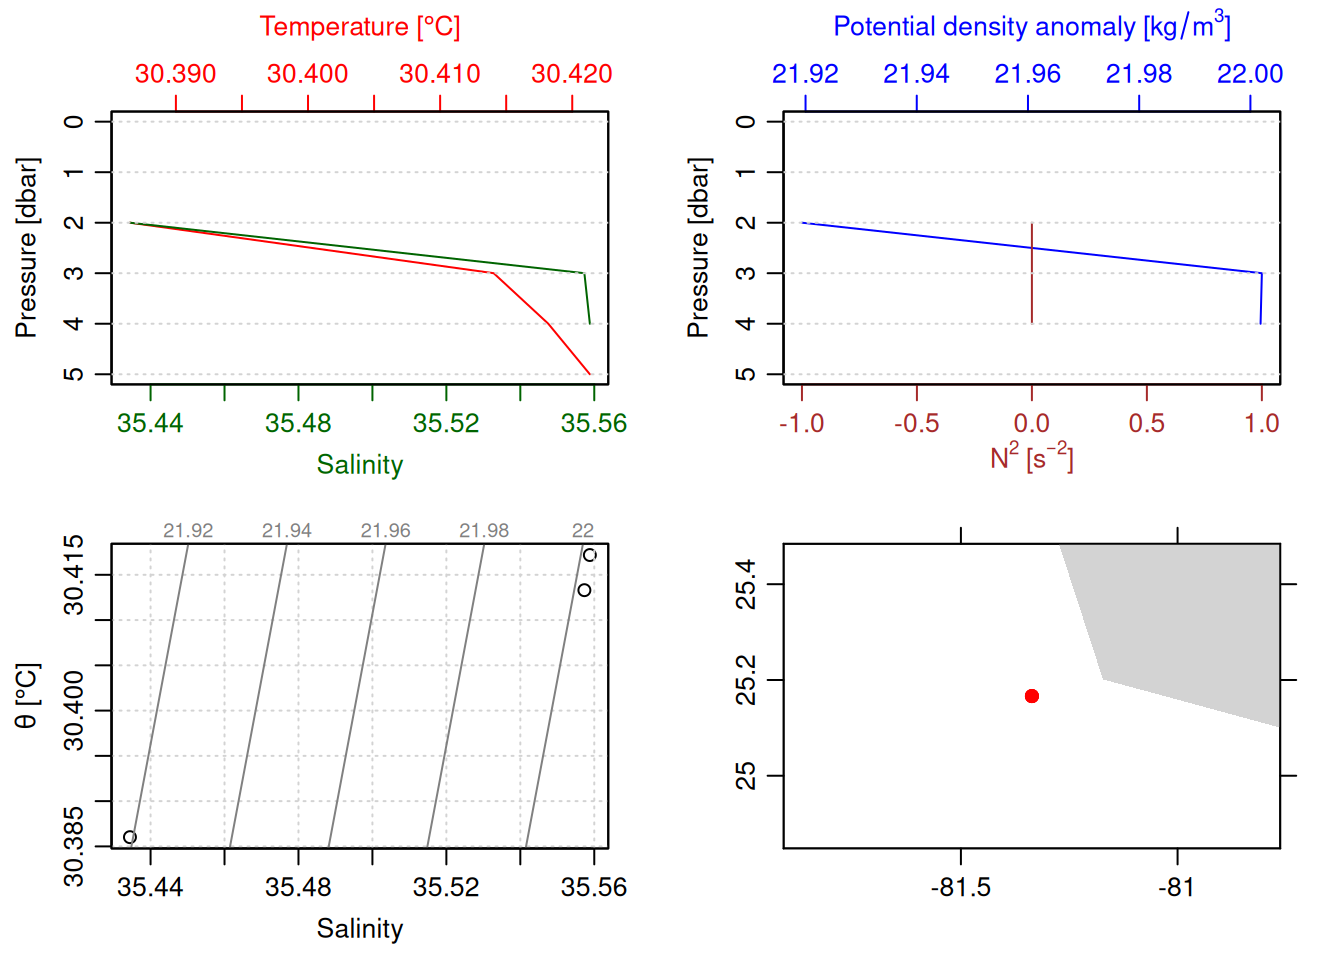 Temperature [°C]
30.390 30.400 30.410 30.420
Pressure [dbar]
0
1
2
3
4
5
35.44 35.48 35.52 35.56
Salinity
Potential density anomaly [kg/m³]
21.92 21.94 21.96 21.98 22.00
Pressure [dbar]
0
1
2
3
4
5
-1.0 -0.5 0.0 0.5 1.0
N² [s⁻²]
21.92 21.94 21.96 21.98 22
θ [°C]
30.415
30.400
30.385
35.44 35.48 35.52 35.56
Salinity
25.4
25.2
25
-81.5 -81